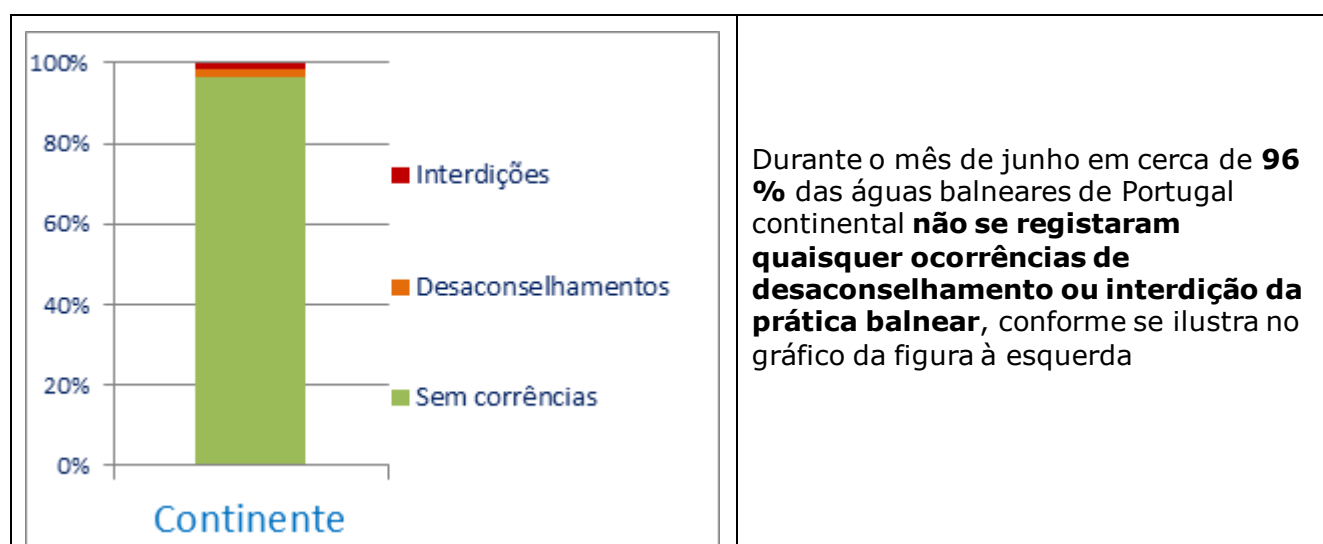 100%
80%
60%
40%
20%
0%
Interdições
Desaconselhamentos
Sem corrências
Continente
Durante o mês de junho em cerca de 96
% das águas balneares de Portugal
continental não se registaram
quaisquer ocorrências de
desaconselhamento ou interdição da
prática balnear, conforme se ilustra no
gráfico da figura à esquerda